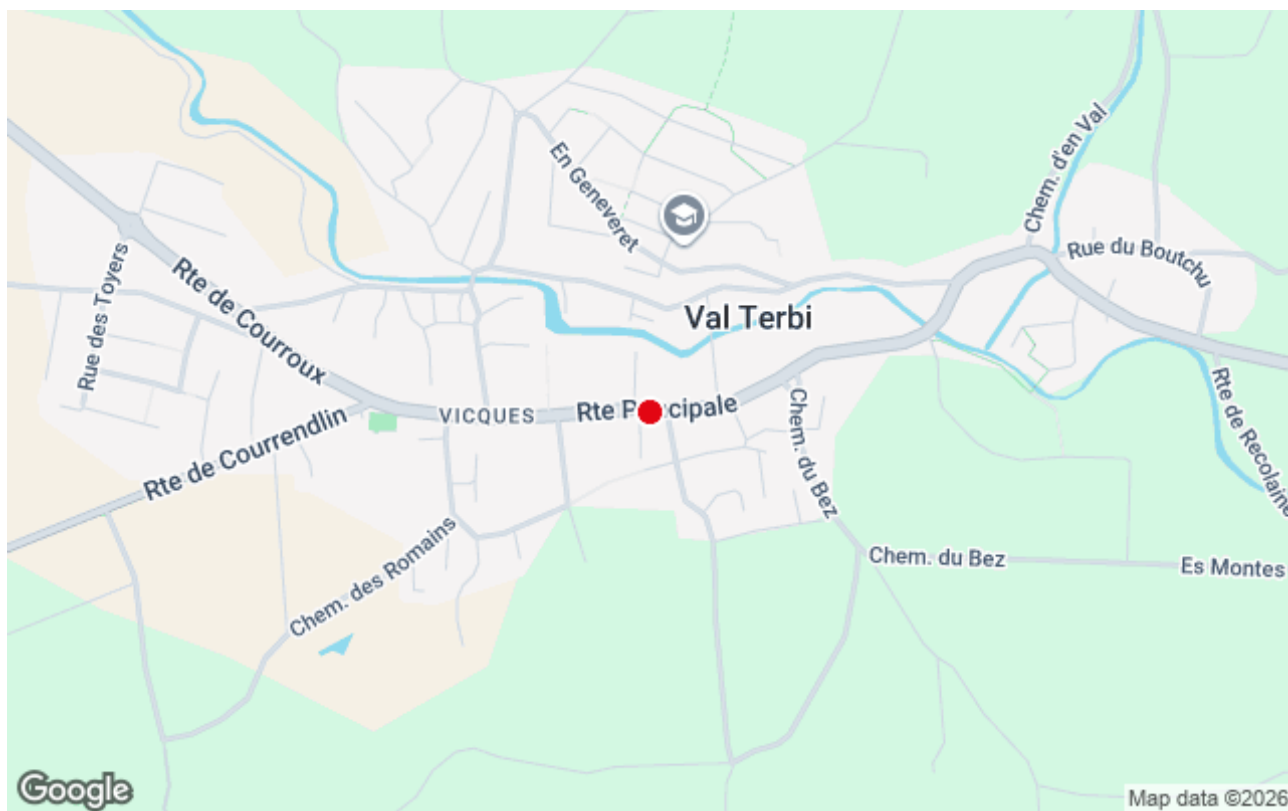 Chem. d'en Val
En Geneveret
Rue du Boutchu
Rue des Toyers
Rte de Courroux
Val Terbi
Rte de Recolaine
VICQUES
Rte P
cipale
Chem. du Bez
Rte de Courrendlin
Chem. du Bez
Es Montes
Chem. des Romains
Google
Map data ©2026